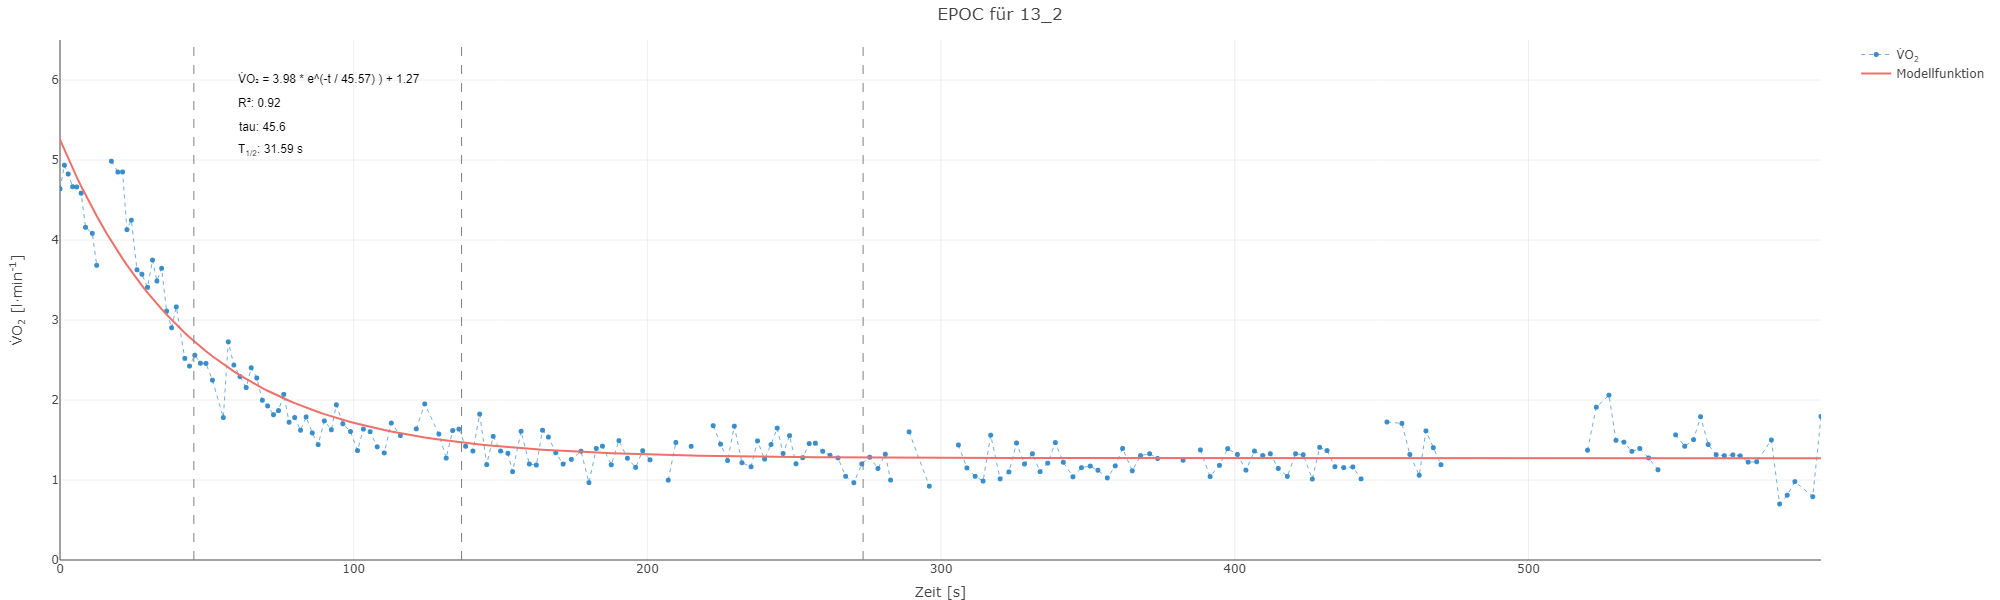 EPOC für 13_2
V̇O₂ = 3.98 * e^(-t / 45.57) ) + 1.27
R²: 0.92
tau: 45.6
T1/2: 31.59 s
V̇O2
Modellfunktion
V̇O2 [l·min-1]
6
5
4
3
2
1
0
0 100 200 300 400 500
Zeit [s]